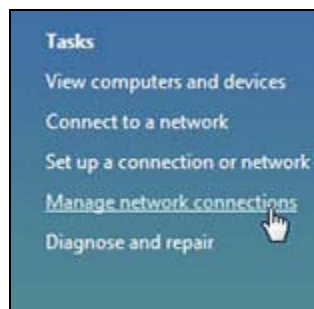 Tasks
View computers and devices
Connect to a network
Set up a connection or network
Manage network connections
Diagnose and repair